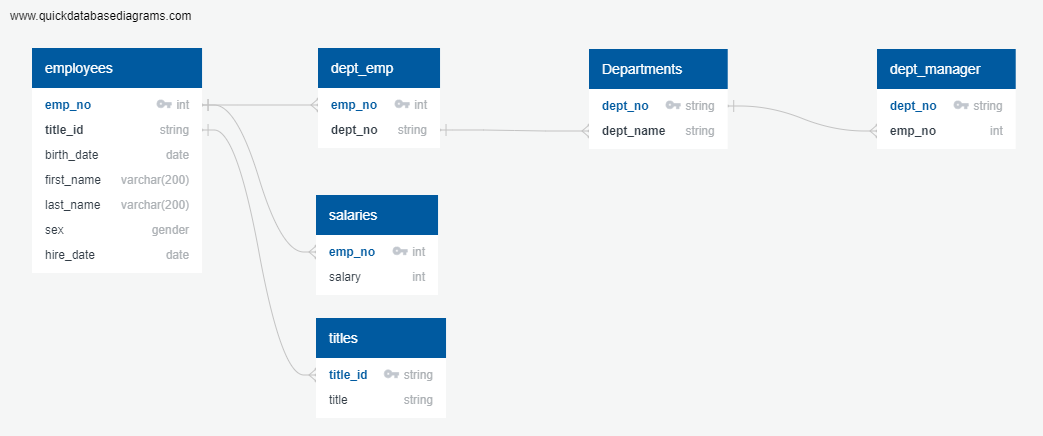 www.quickdatabasediagrams.com
employees
emp_no int
title_id string
birth_date date
first_name varchar(200)
last_name varchar(200)
sex gender
hire_date date
dept_emp
emp_no int
dept_no string
Departments
dept_no string
dept_name string
dept_manager
dept_no string
emp_no int
salaries
emp_no int
salary int
titles
title_id string
title string